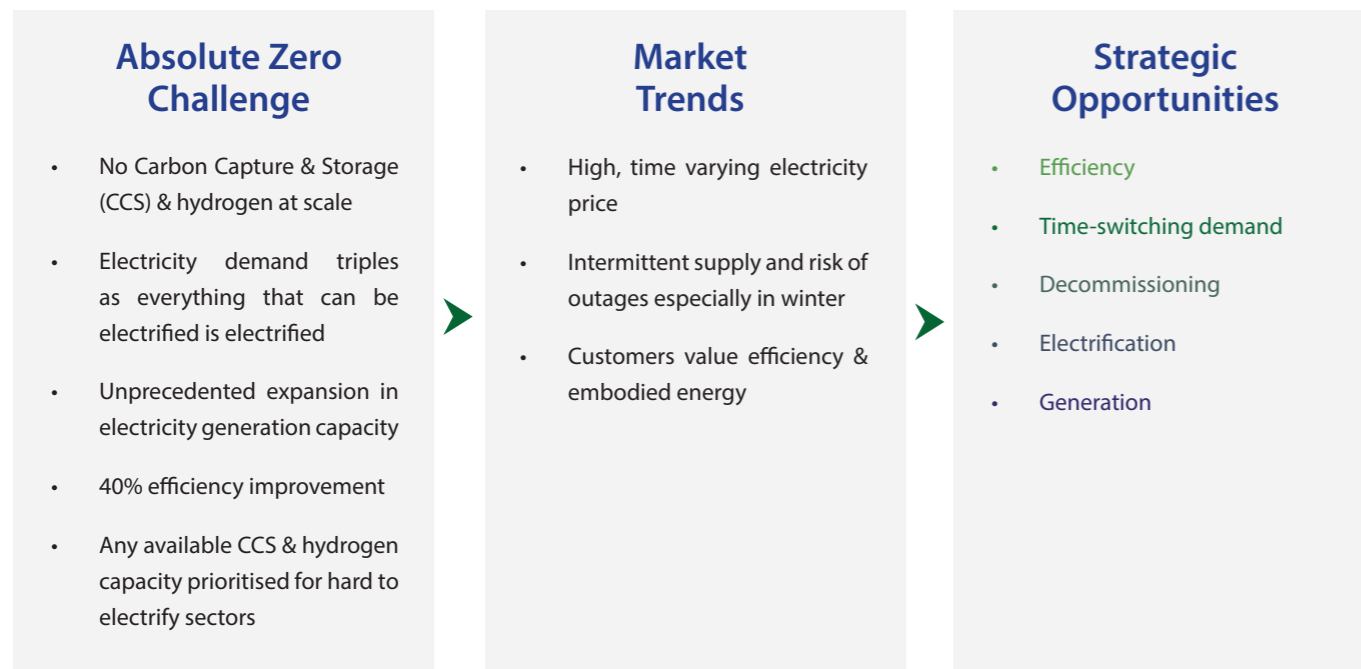 Absolute Zero
Challenge
• No Carbon Capture & Storage
(CCS) & hydrogen at scale
• Electricity demand triples
as everything that can be
electrified is electrified
• Unprecedented expansion in
electricity generation capacity
• 40% efficiency improvement
• Any available CCS & hydrogen
capacity prioritised for hard to
electrify sectors
Market
Trends
• High, time varying electricity
price
• Intermittent supply and risk of
outages especially in winter
• Customers value efficiency &
embodied energy
Strategic
Opportunities
• Efficiency
• Time-switching demand
• Decommissioning
• Electrification
• Generation